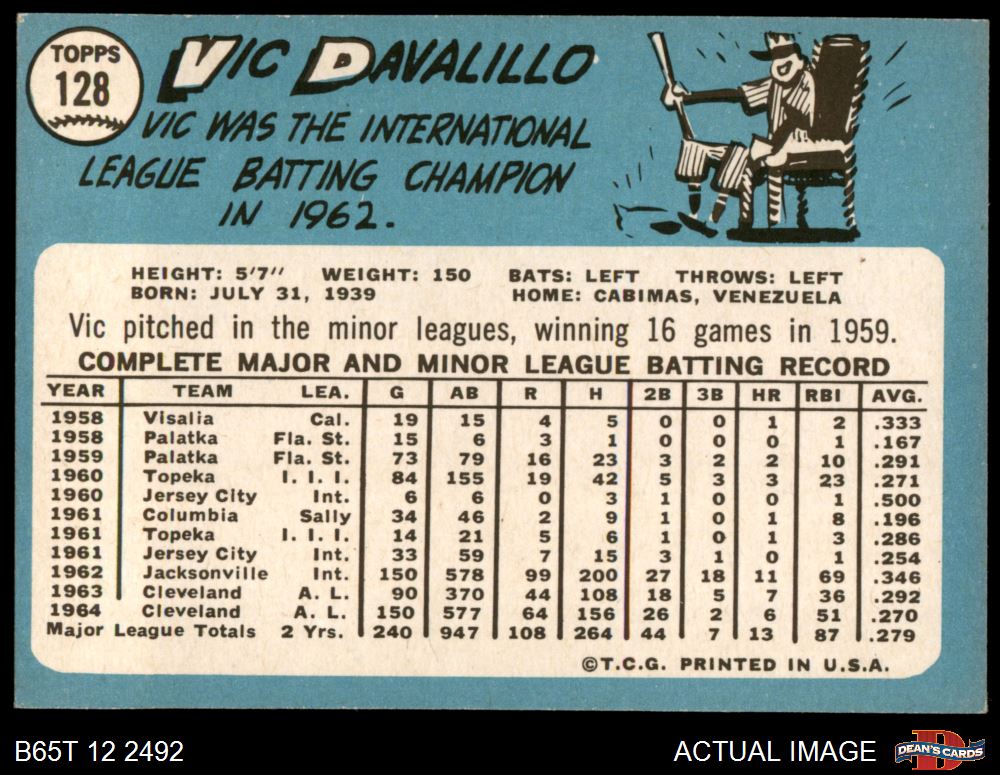 TOPPS
128
VIC DAVALILLO
VIC WAS THE INTERNATIONAL
LEAGUE BATTING CHAMPION
IN 1962.
HEIGHT: 5'7" WEIGHT: 150 BATS: LEFT THROWS: LEFT
BORN: JULY 31, 1939 HOME: CABIMAS, VENEZUELA
Vic pitched in the minor leagues, winning 16 games in 1959.
COMPLETE MAJOR AND MINOR LEAGUE BATTING RECORD
YEAR TEAM LEA. G AB R H 2B 3B HR RBI AVG.
1958 Visalia Cal. 19 15 4 5 0 0 1 2 .333
1958 Palatka Fla. St. 15 6 3 1 0 0 0 1 .167
1959 Palatka Fla. St. 73 79 16 23 3 2 2 10 .291
1960 Topeka I. I. I. 84 155 19 42 5 3 3 23 .271
1960 Jersey City Int. 6 6 0 3 1 0 0 1 .500
1961 Columbia Sally 34 46 2 9 1 0 1 8 .196
1961 Topeka I. I. I. 14 21 5 6 1 0 1 3 .286
1961 Jersey City Int. 33 59 7 15 3 1 0 1 .254
1962 Jacksonville Int. 150 578 99 200 27 18 11 69 .346
1963 Cleveland A. L. 90 370 44 108 18 5 7 36 .292
1964 Cleveland A. L. 150 577 64 156 26 2 6 51 .270
Major League Totals 2 Yrs. 240 947 108 264 44 7 13 87 .279
©T.C.G. PRINTED IN U.S.A.
B65T 12 2492 ACTUAL IMAGE DEAN'S CARDS